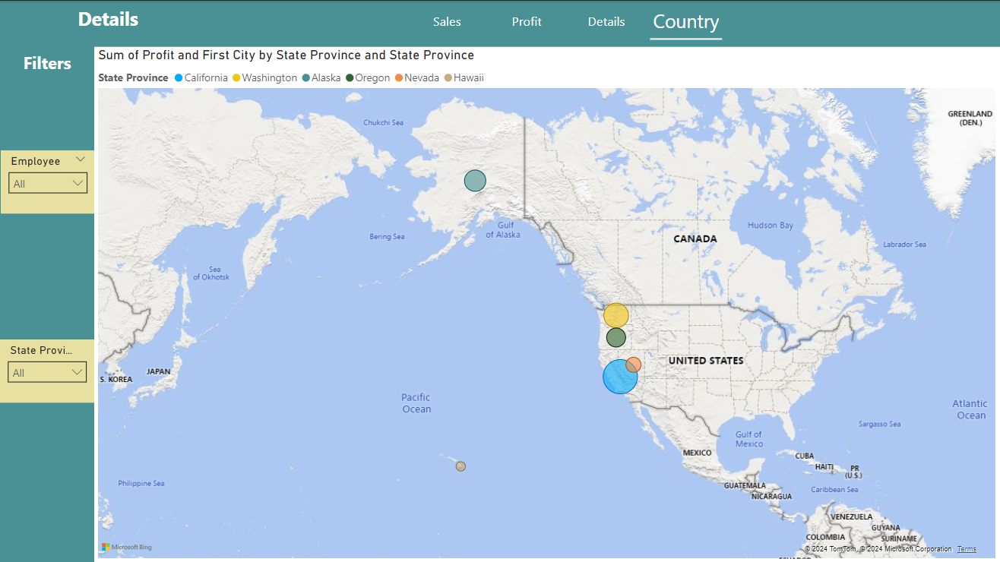 Details
Sales
Profit
Details
Country
Filters
Sum of Profit and First City by State Province and State Province
State Province California Washington Alaska Oregon Nevada Hawaii
Employee
All
State Provi...
All
Chukchi Sea
GREENLAND
(DEN.)
Gulf
of Alaska
Bering Sea
Hudson Bay
CANADA
Labrador Sea
Sea
of Okhotsk
UNITED STATES
JAPAN
S. KOREA
Pacific
Ocean
Atlantic
Ocean
Sargasso Sea
Gulf of
Mexico
MEXICO
CUBA
HAITI
PR
(U.S.)
Philippine Sea
GUATEMALA
Caribbean Sea
NICARAGUA
VENEZUELA
GUYANA
COLOMBIA
SURINAME
Microsoft Bing
© 2024 TomTom, © 2024 Microsoft Corporation Terms